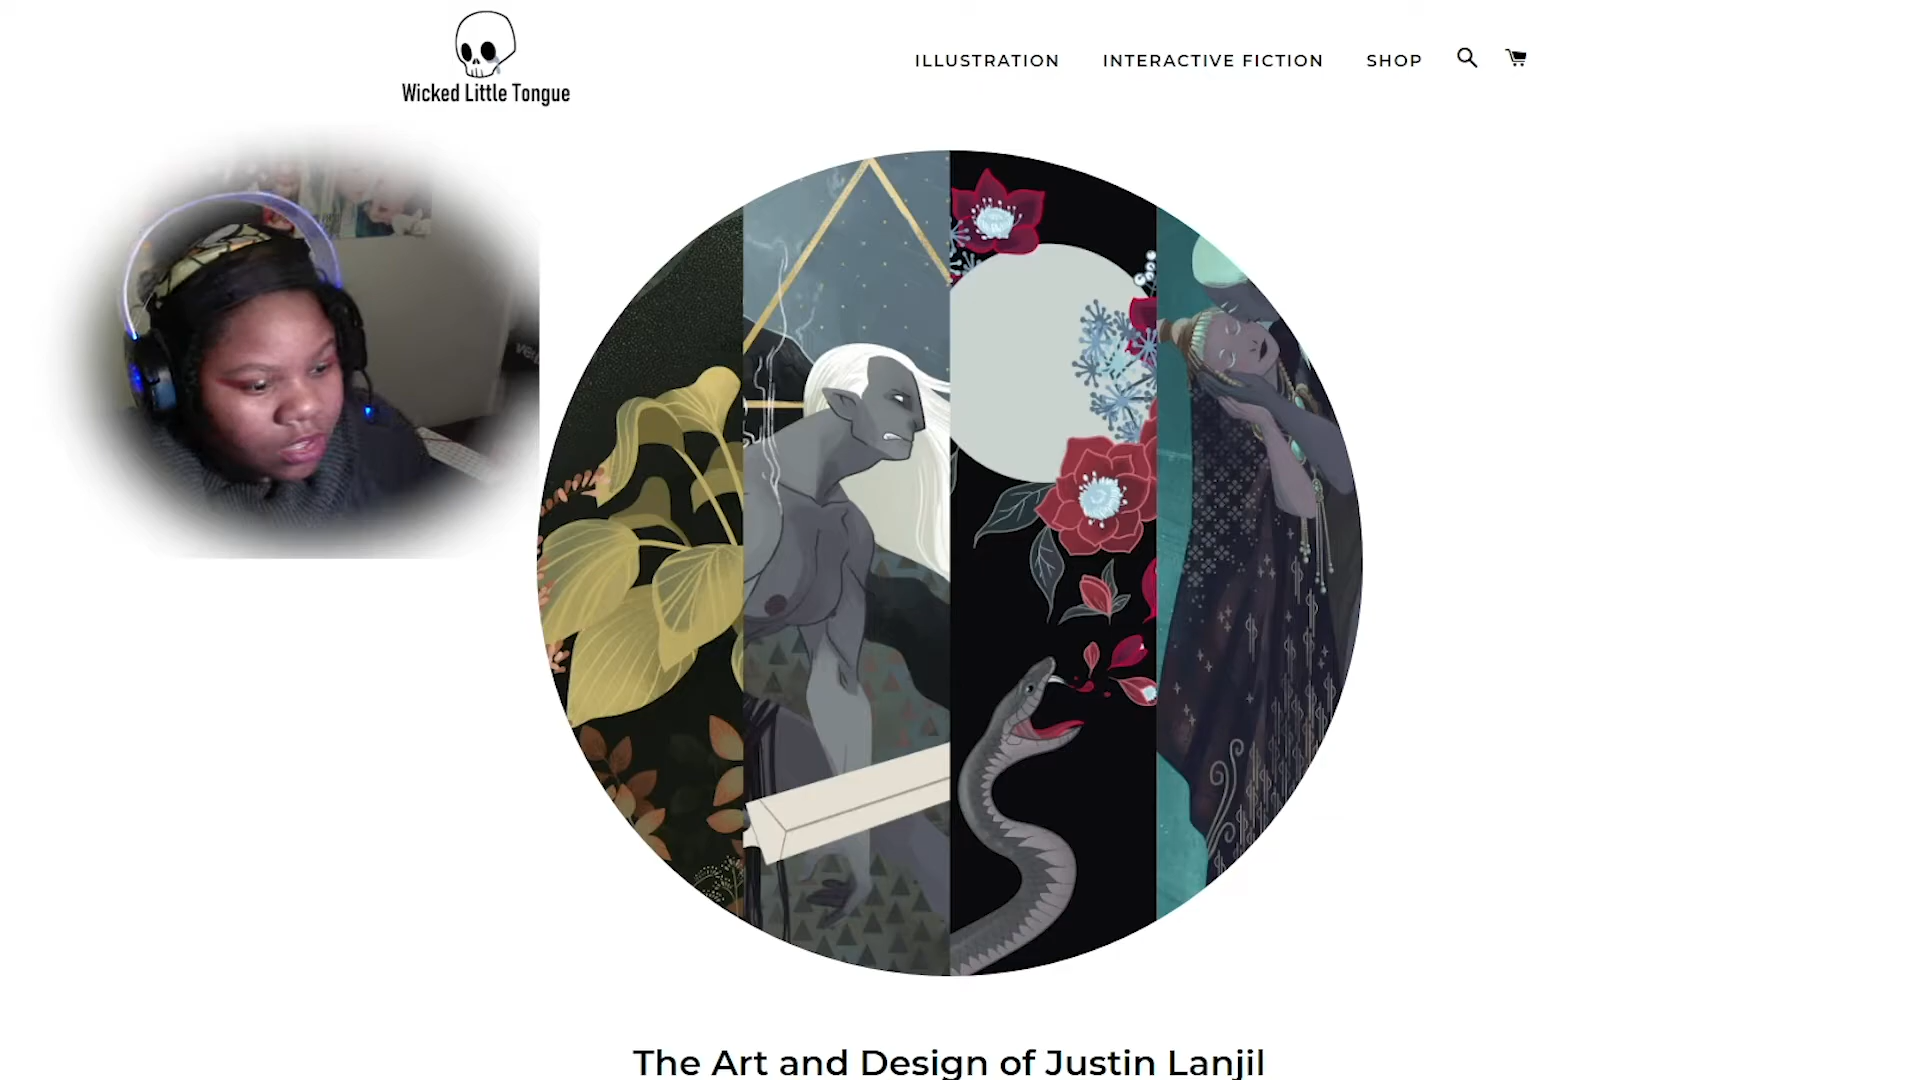 Wicked Little Tongue
ILLUSTRATION
INTERACTIVE FICTION
SHOP
The Art and Design of Justin Lanjil